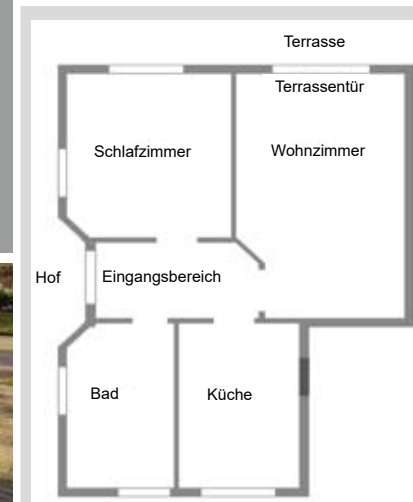 Terrasse
Terrassentür
Schlafzimmer
Wohnzimmer
Hof
Eingangsbereich
Bad
Küche